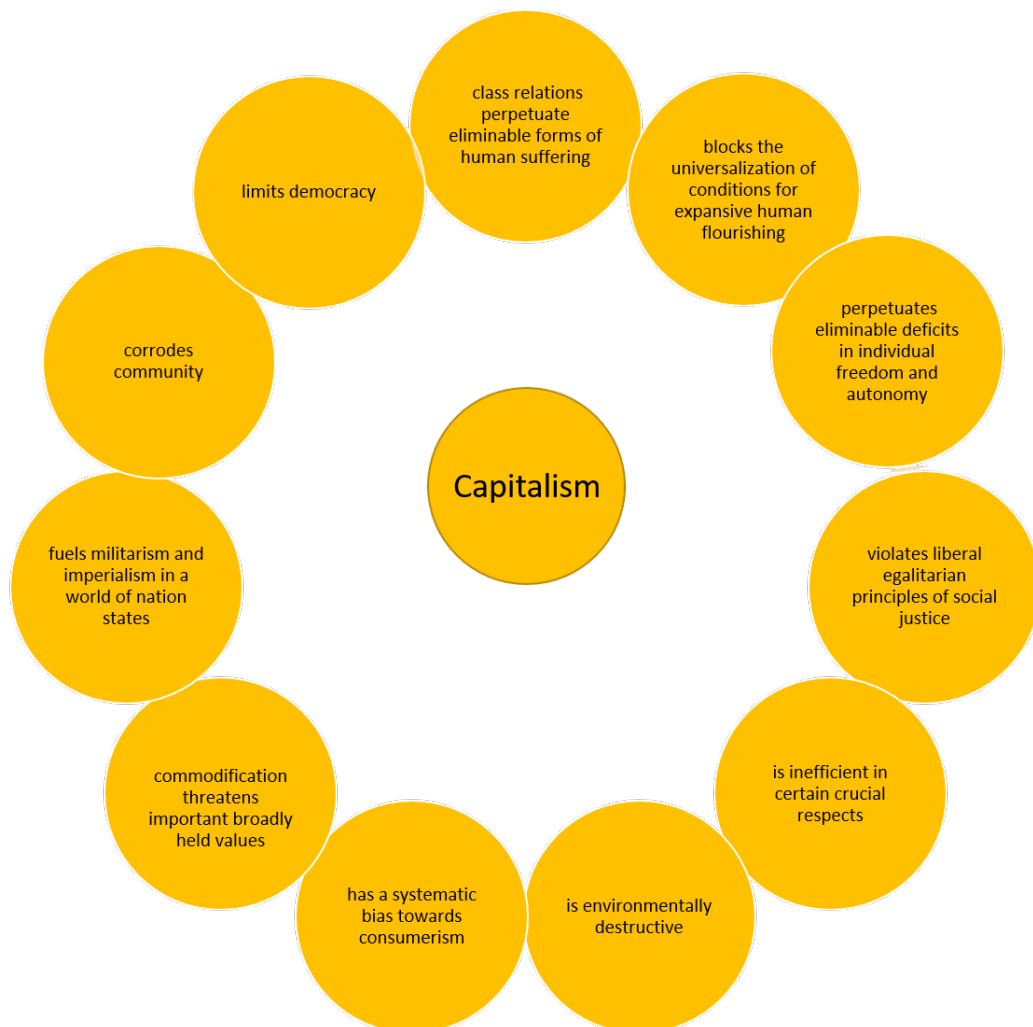 class relations
perpetuate
eliminable forms of
human suffering
blocks the
universalization of
conditions for
expansive human
flourishing
perpetuates
eliminable deficits
in individual
freedom and
autonomy
violates liberal
egalitarian
principles of social
justice
is inefficient in
certain crucial
respects
is environmentally
destructive
has a systematic
bias towards
consumerism
commodification
threatens
important broadly
held values
fuels militarism and
imperialism in a
world of nation
states
corrodes
community
limits democracy
Capitalism